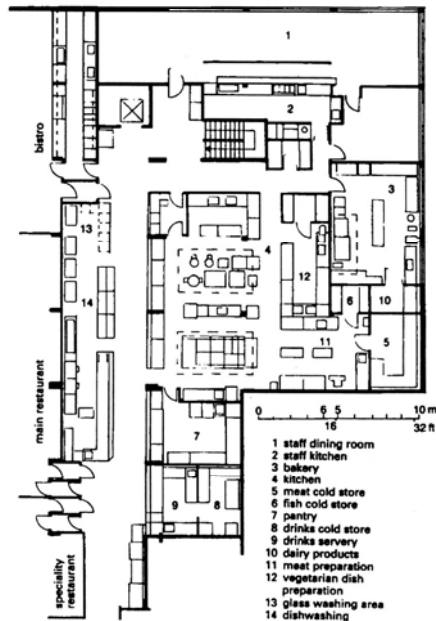 1
2
bistro
3
13
4
12
14
6
10
11
5
main restaurant
7
0 5 10 m
16 32 ft
9 8
speciality
restaurant
1 staff dining room
2 staff kitchen
3 bakery
4 kitchen
5 meat cold store
6 fish cold store
7 pantry
8 drinks cold store
9 drinks servery
10 dairy products
11 meat preparation
12 vegetarian dish
preparation
13 glass washing area
14 dishwashing